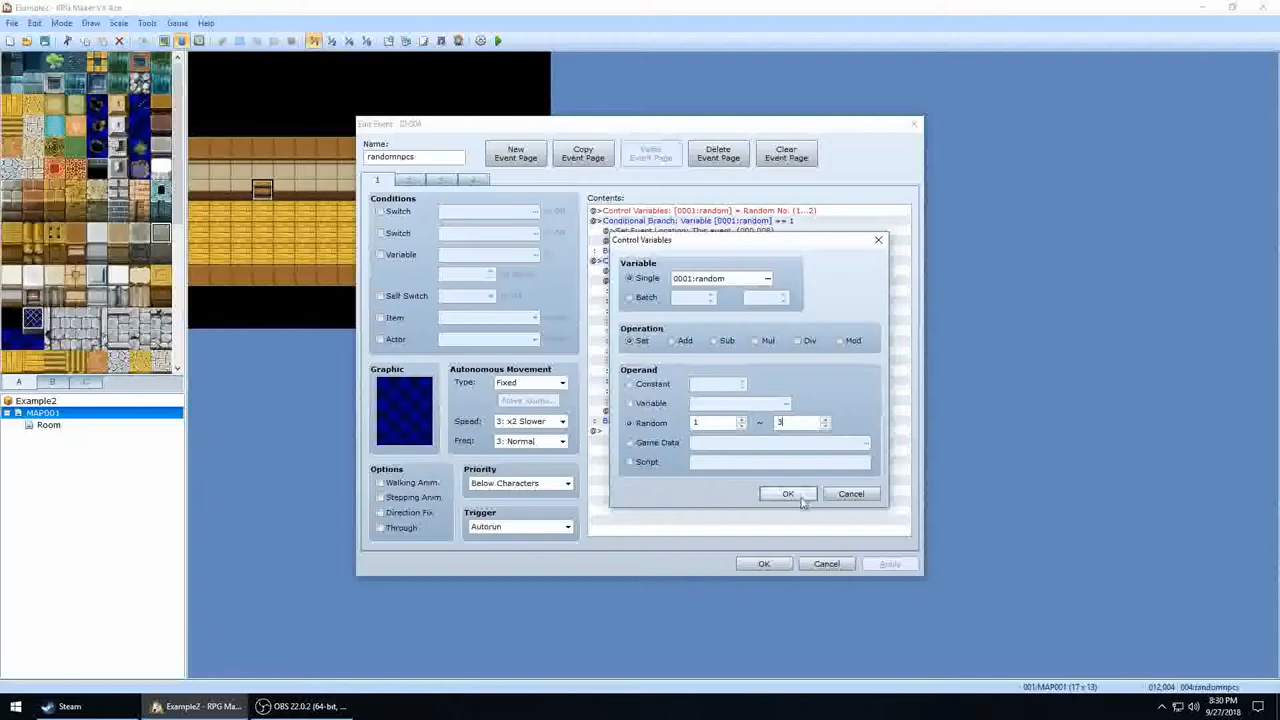 Example2 - RPG Maker VX Ace
File Edit Mode Draw Scale Tools Game Help
Name:
randomnpcs
New Event Page
Copy Event Page
Paste Event Page
Delete Event Page
Clear Event Page
1
Conditions
Switch
Switch
Variable
Self Switch
Item
Actor
Graphic
Autonomous Movement
Type: Fixed
Speed: 3: x2 Slower
Freq: 3: Normal
Options
Walking Anim.
Stepping Anim.
Direction Fix
Through
Priority
Below Characters
Trigger
Autorun
Contents:
@>Control Variables: [0001:random] = Random No. (1...2)
@>Conditional Branch: Variable [0001:random] == 1
Control Variables
Variable
Single 0001:random
Batch
Operation
Set Add Sub Mul Div Mod
Operand
Constant
Variable
Random 1 ~ 3
Game Data
Script
OK Cancel
OK Cancel Apply
A B C
Example2
MAP001
Room
001:MAP001 (17 x 13)
012,004 004:randomnpcs
Steam
Example2 - RPG Ma...
OBS 22.0.2 (64-bit, ...
8:30 PM
9/27/2018